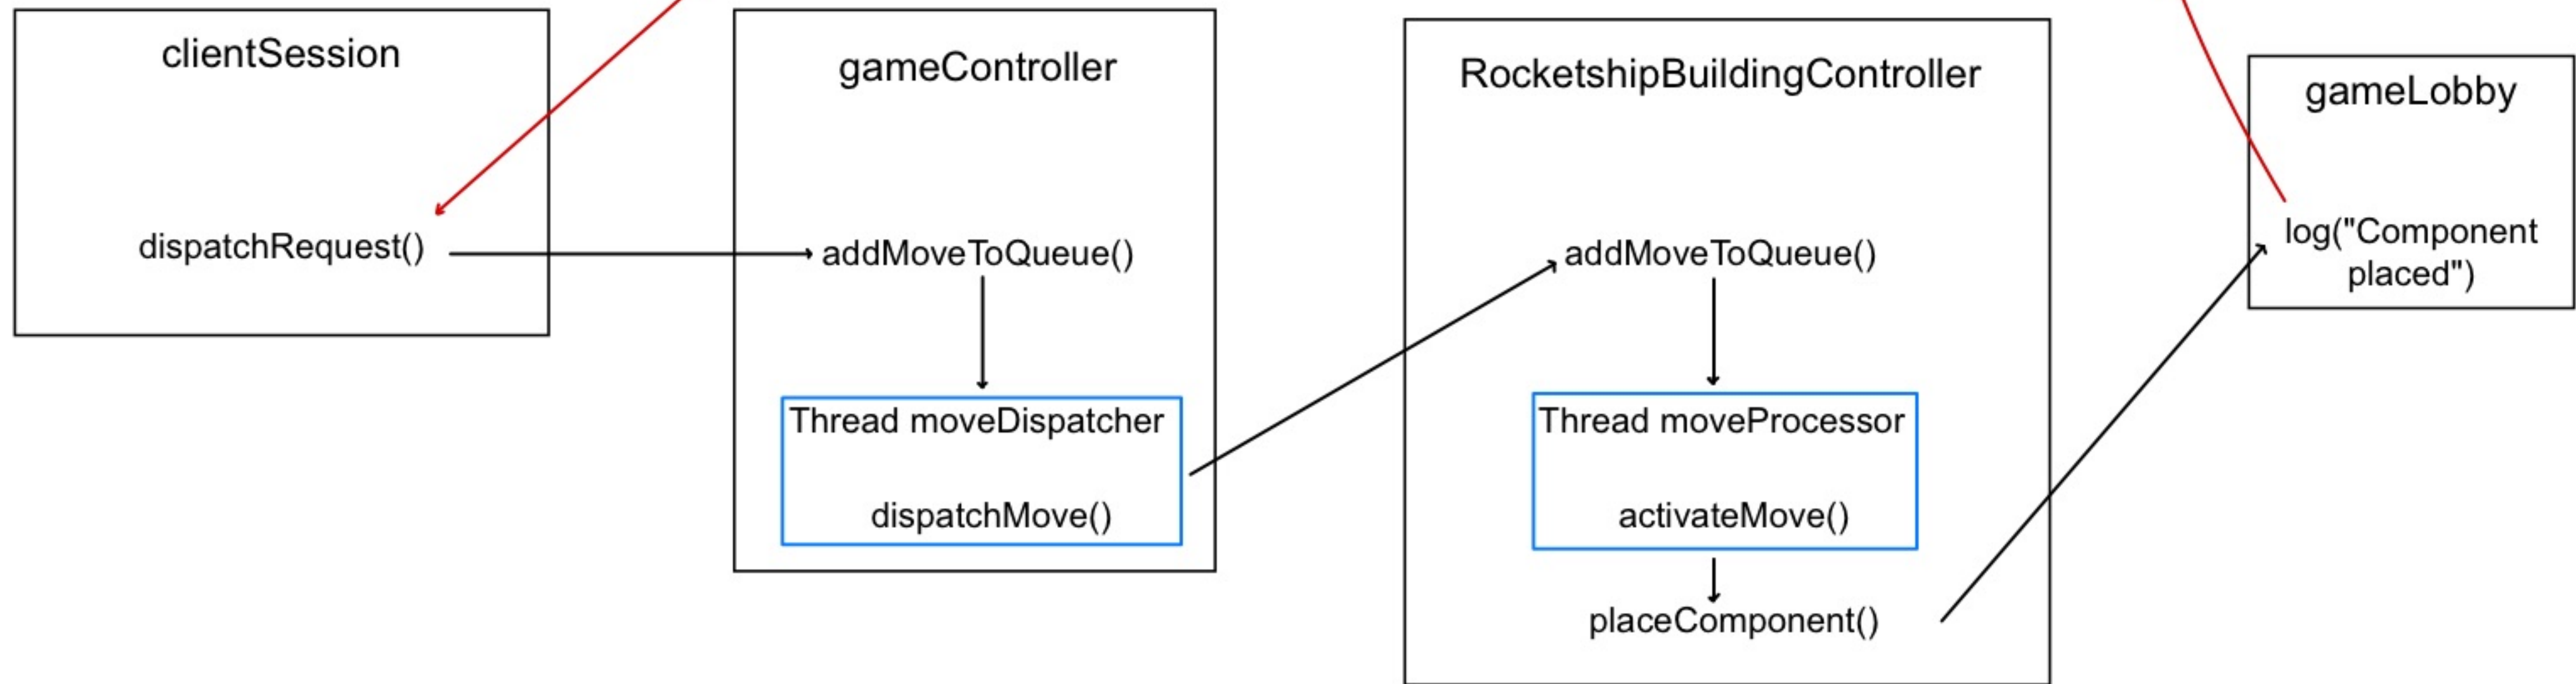 clientSession
dispatchRequest()
gameController
addMoveToQueue()
Thread moveDispatcher
dispatchMove()
RocketshipBuildingController
addMoveToQueue()
Thread moveProcessor
activateMove()
placeComponent()
gameLobby
log("Component
placed")